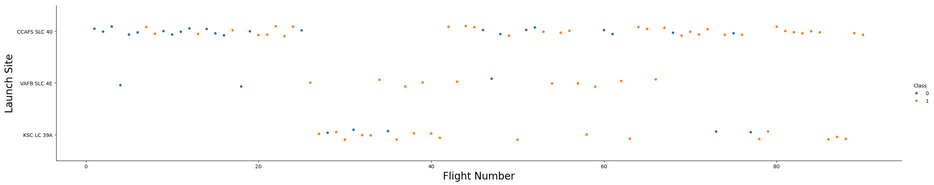 Launch Site
CCAFS SLC 40
VAFB SLC 4E
KSC LC 39A
0
20
40
60
80
Flight Number
Class
0
1